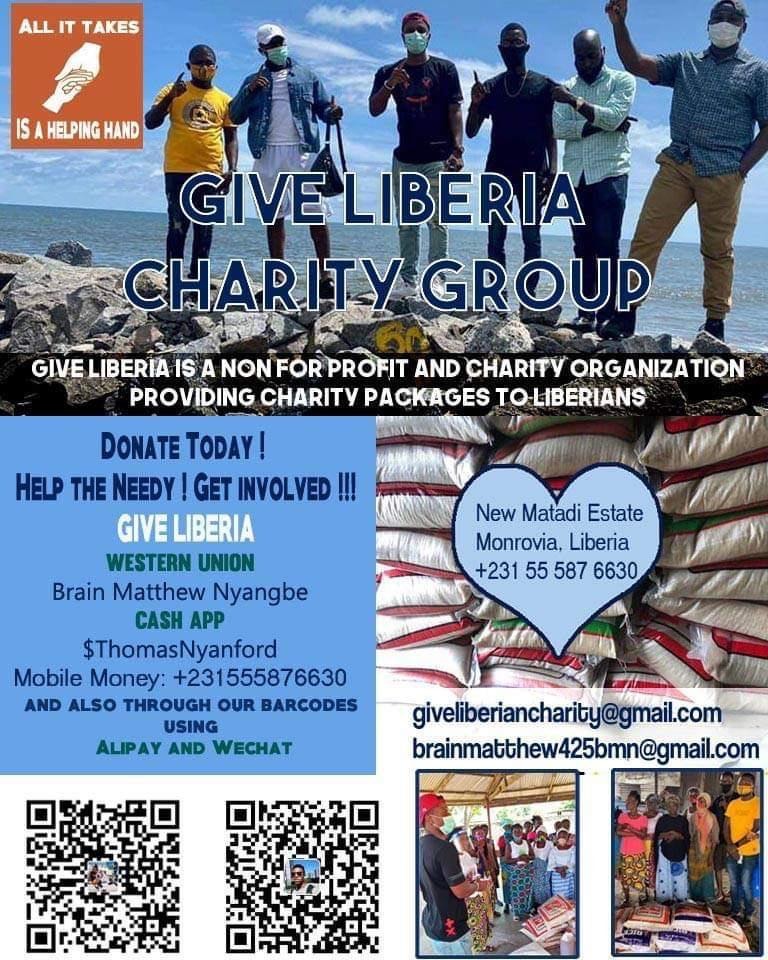 ALL IT TAKES
IS A HELPING HAND
GIVE LIBERIA
CHARITY GROUP
GIVE LIBERIA IS A NON FOR PROFIT AND CHARITY ORGANIZATION
PROVIDING CHARITY PACKAGES TO LIBERIANS
DONATE TODAY !
HELP THE NEEDY ! GET INVOLVED !!!
GIVE LIBERIA
WESTERN UNION
Brain Matthew Nyangbe
CASH APP
$ThomasNyanford
Mobile Money: +231555876630
AND ALSO THROUGH OUR BARCODES
USING
ALIPAY AND WECHAT
New Matadi Estate
Monrovia, Liberia
+231 55 587 6630
giveliberiancharity@gmail.com
brainmatthew425bmn@gmail.com